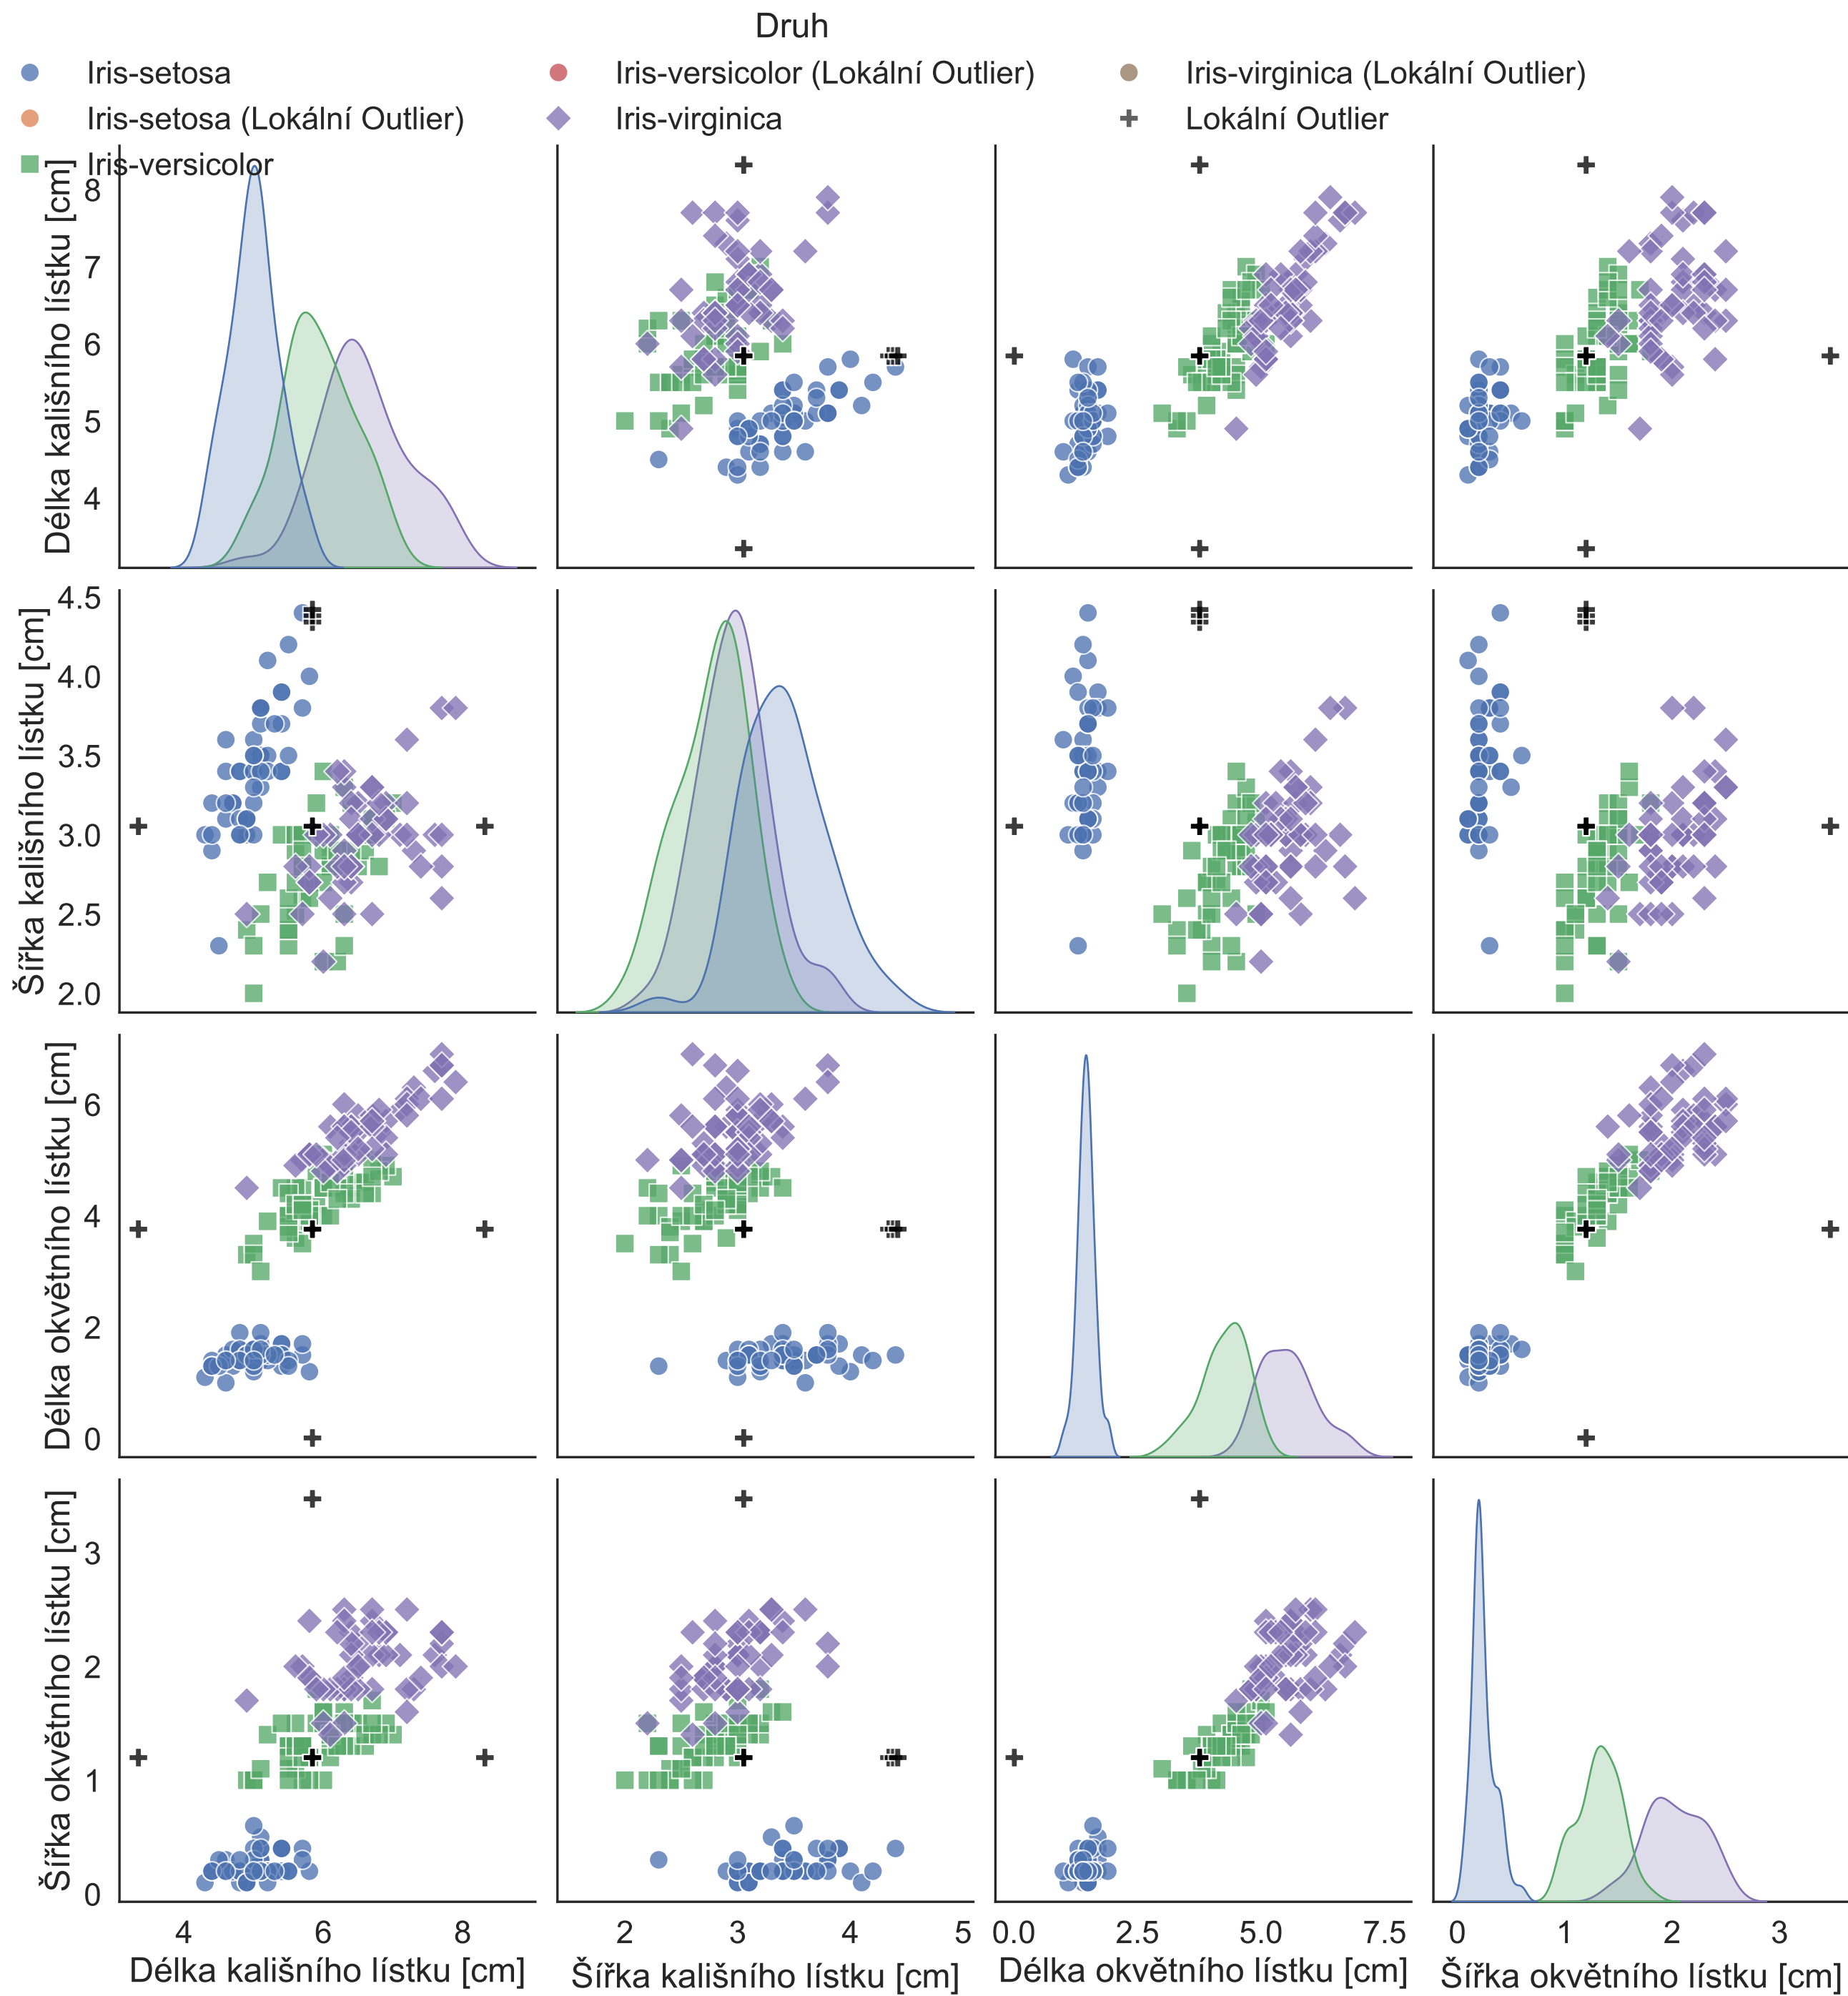 Druh
Iris-setosa
Iris-versicolor (Lokální Outlier)
Iris-virginica (Lokální Outlier)
Iris-setosa (Lokální Outlier)
Iris-virginica
Lokální Outlier
Iris-versicolor
Délka kališního lístku [cm]
8
7
6
5
4
Šířka kališního lístku [cm]
4.5
4.0
3.5
3.0
2.5
2.0
Délka okvětního lístku [cm]
6
4
2
0
Šířka okvětního lístku [cm]
3
2
1
0
4 6 8
2 3 4 5
0.0 2.5 5.0 7.5
0 1 2 3
Délka kališního lístku [cm]
Šířka kališního lístku [cm]
Délka okvětního lístku [cm]
Šířka okvětního lístku [cm]